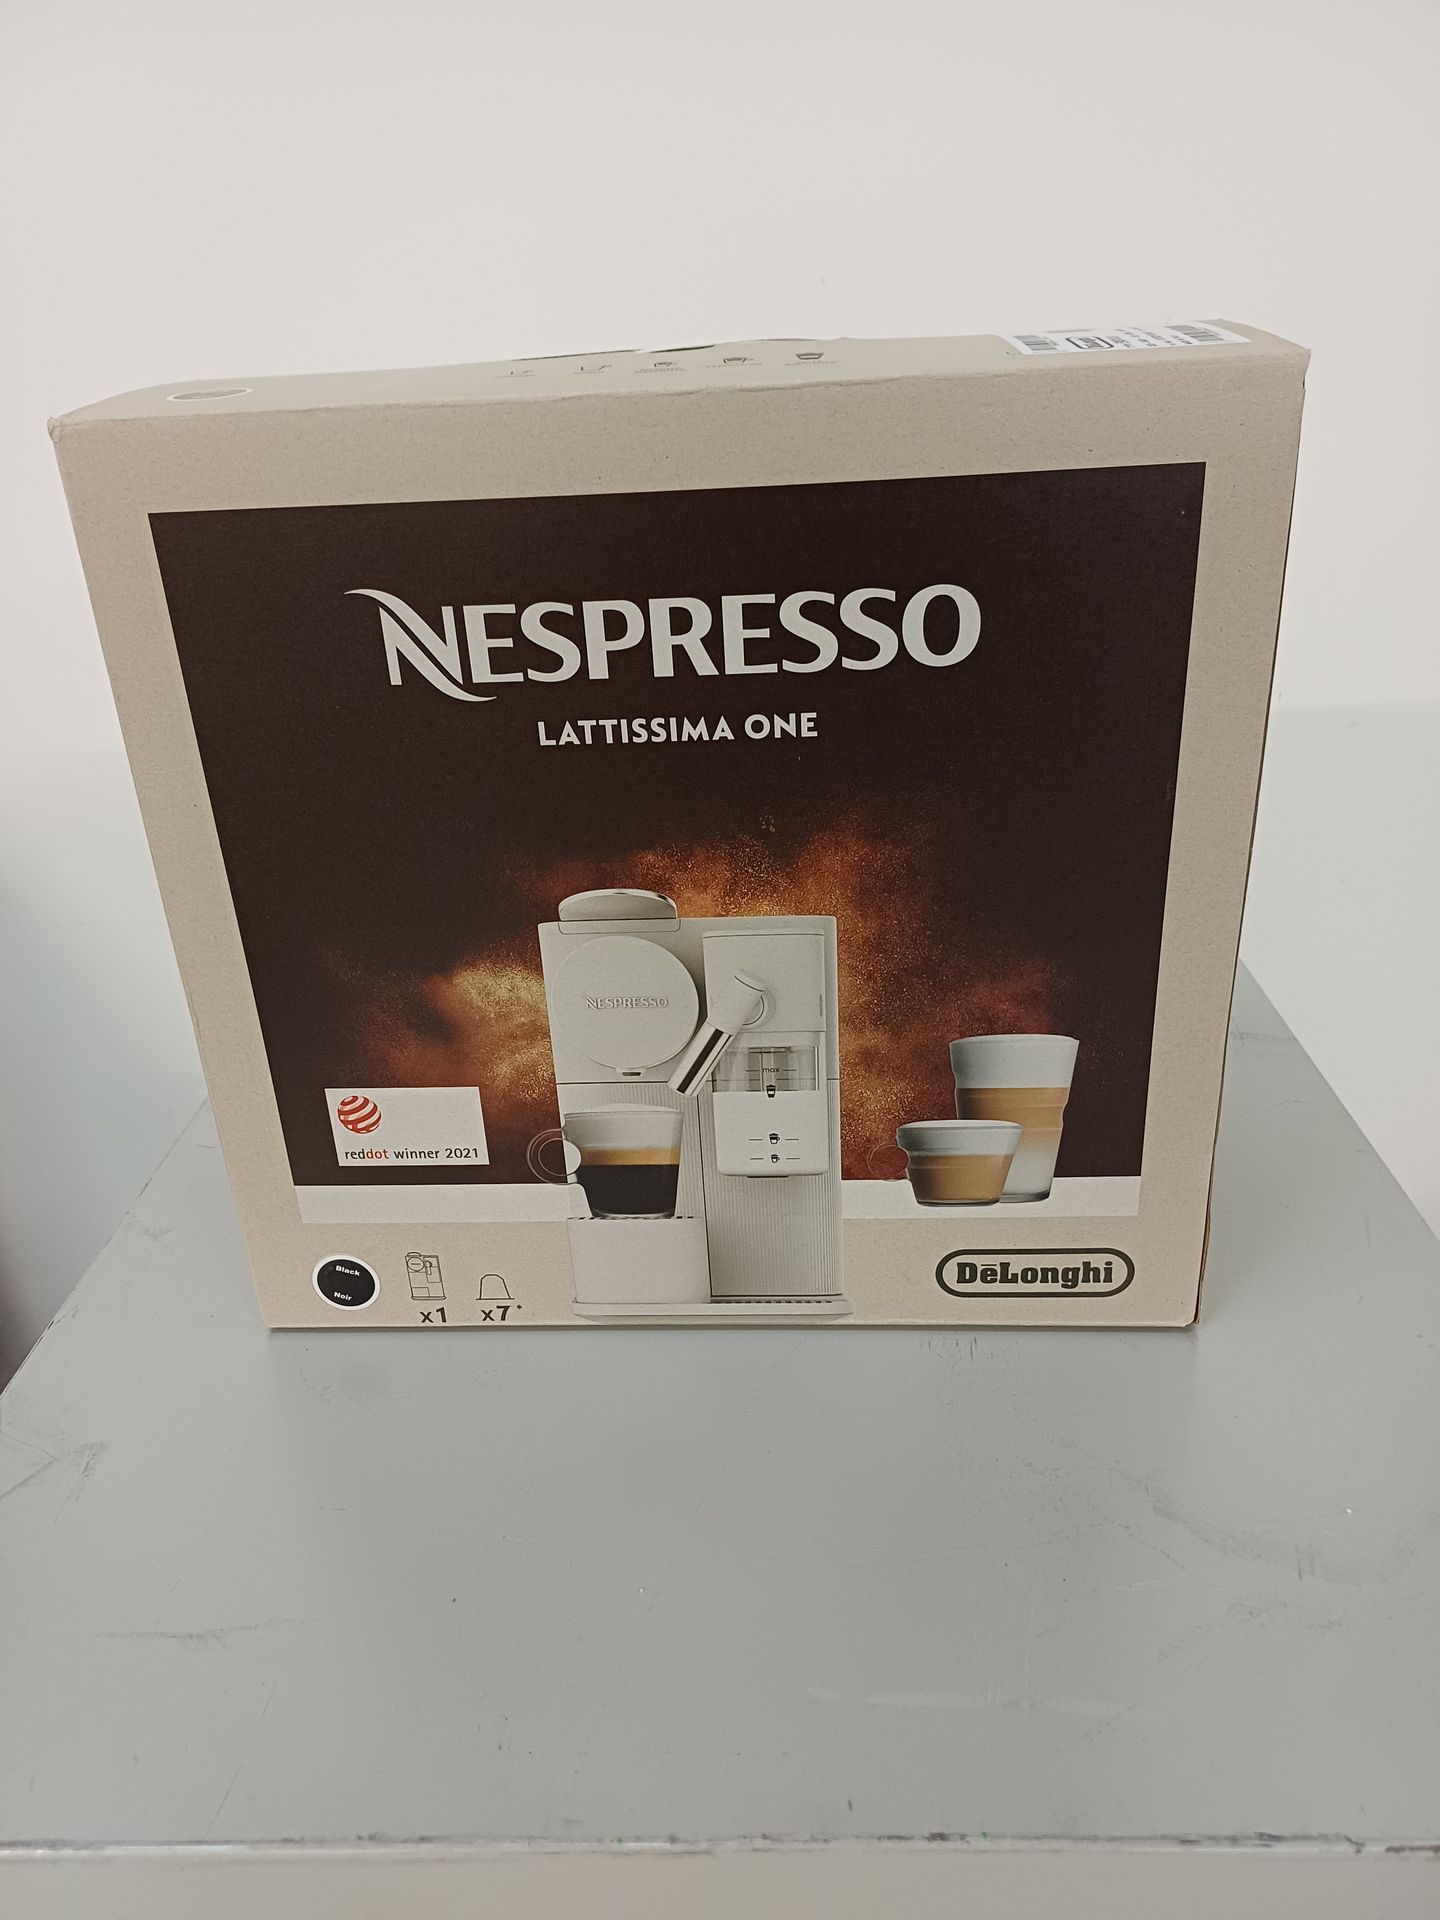 NESPRESSO
LATTISSIMA ONE
NESPRESSO
max
reddot winner 2021
Black
Noir
x1
x7*
DeLonghi